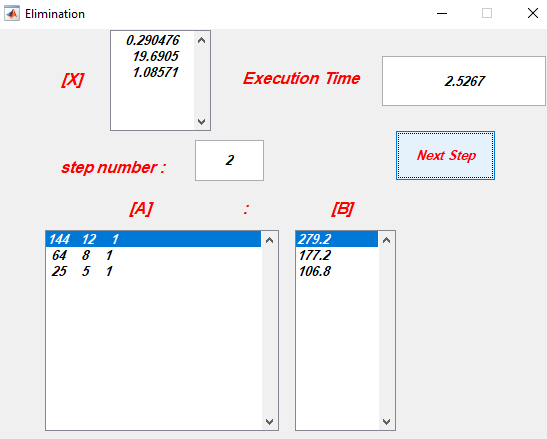 Elimination
0.290476
19.6905
1.08571
[X]
Execution Time
2.5267
step number :
2
Next Step
[A]
:
[B]
144 12 1
64 8 1
25 5 1
279.2
177.2
106.8